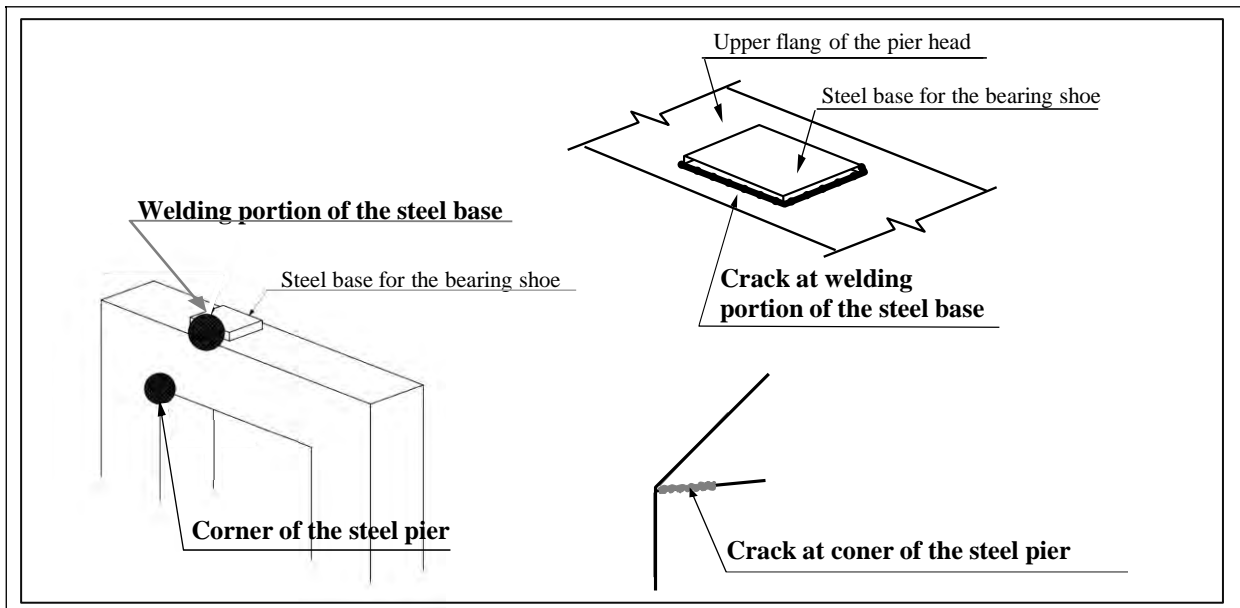 Upper flang of the pier head
Steel base for the bearing shoe
Welding portion of the steel base
Steel base for the bearing shoe
Crack at welding
portion of the steel base
Corner of the steel pier
Crack at coner of the steel pier